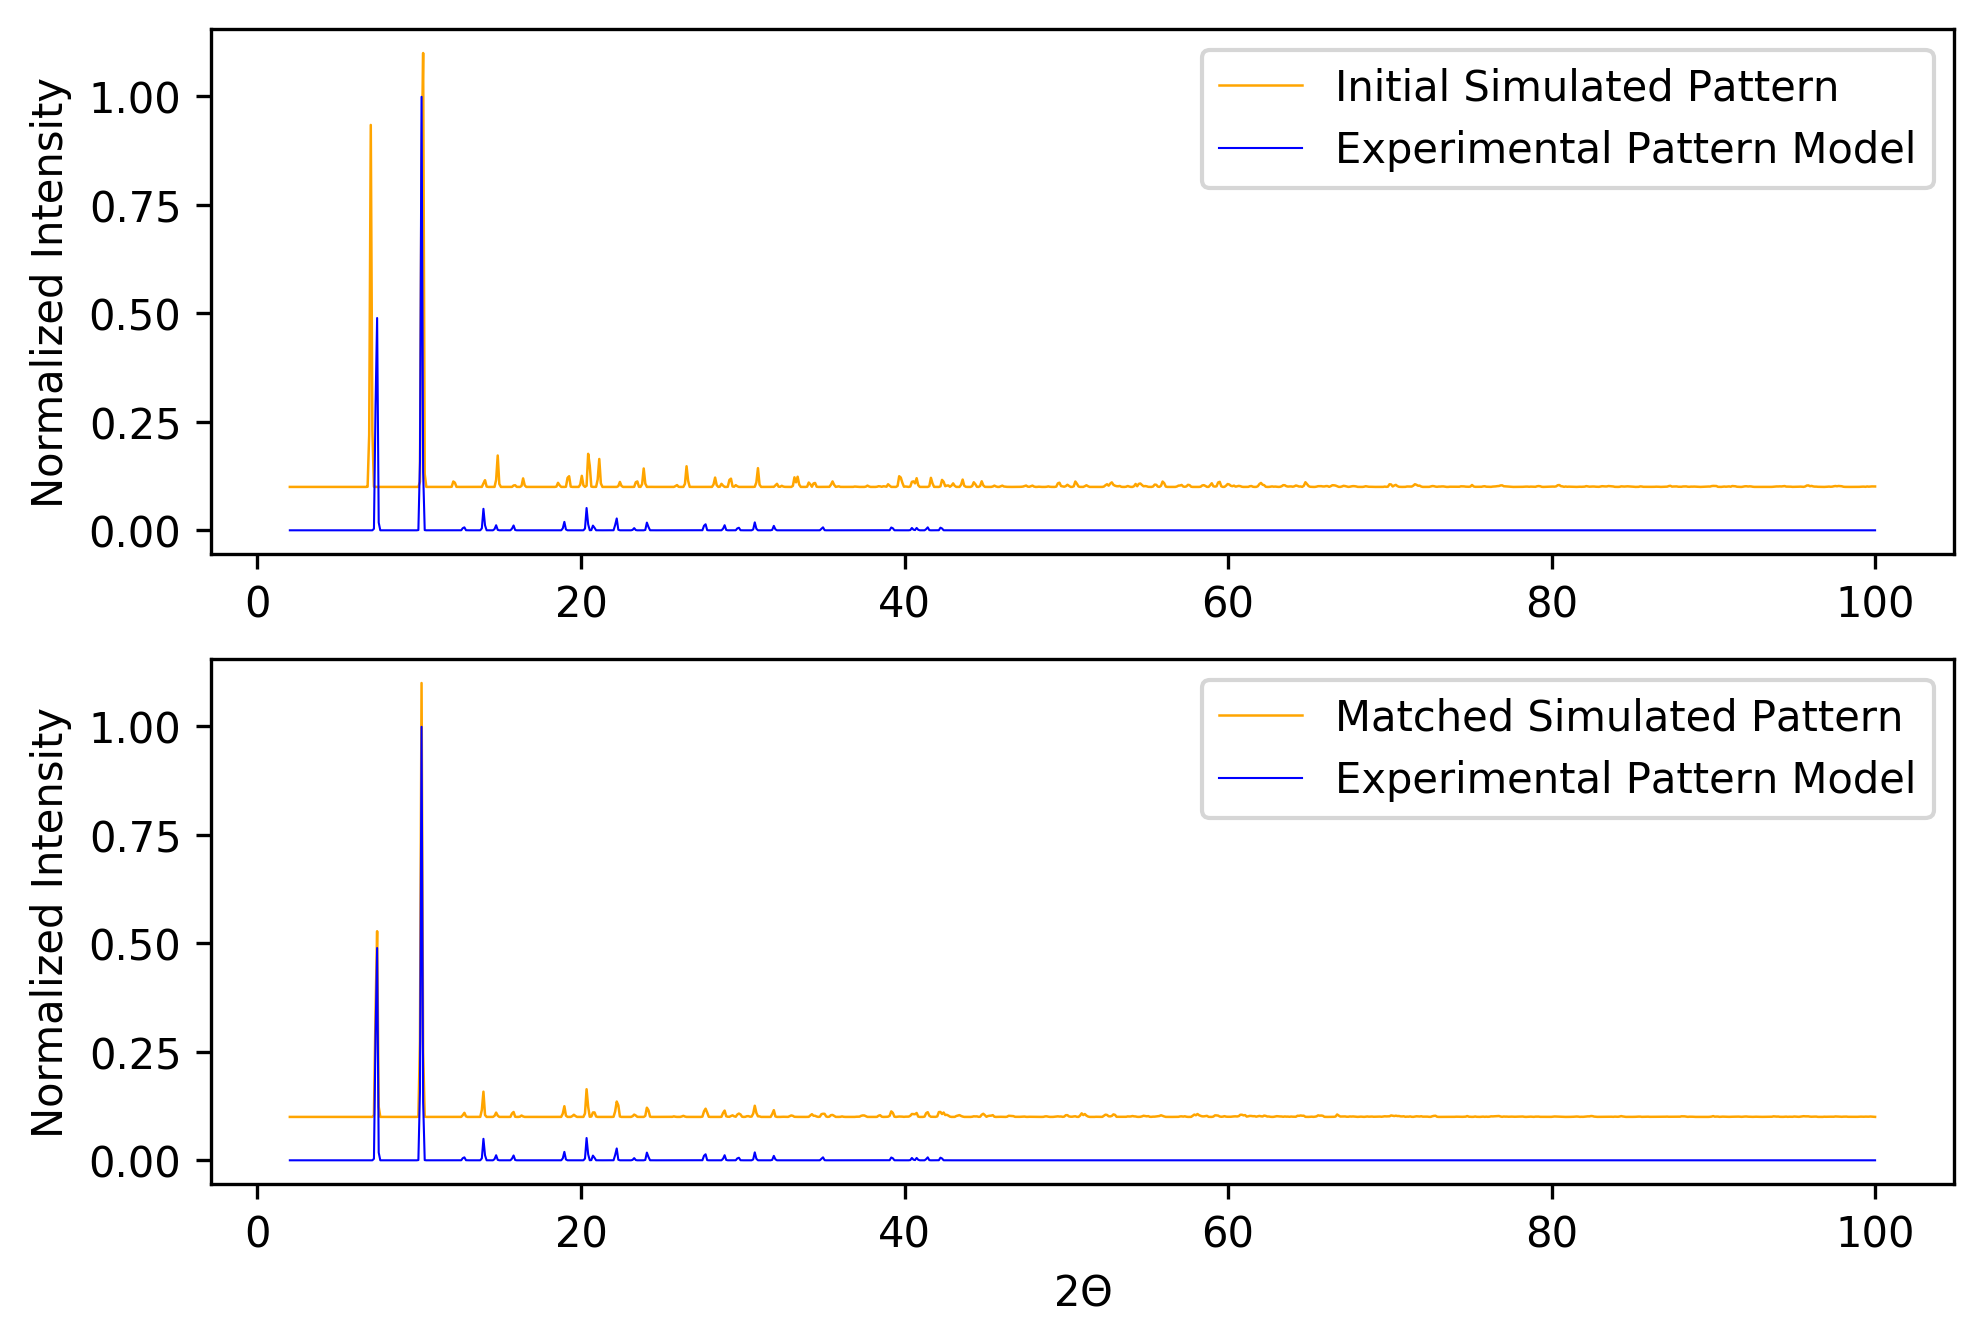 Normalized Intensity
1.00
0.75
0.50
0.25
0.00
0 20 40 60 80 100
Initial Simulated Pattern
Experimental Pattern Model
Normalized Intensity
1.00
0.75
0.50
0.25
0.00
0 20 40 60 80 100
Matched Simulated Pattern
Experimental Pattern Model
2Θ